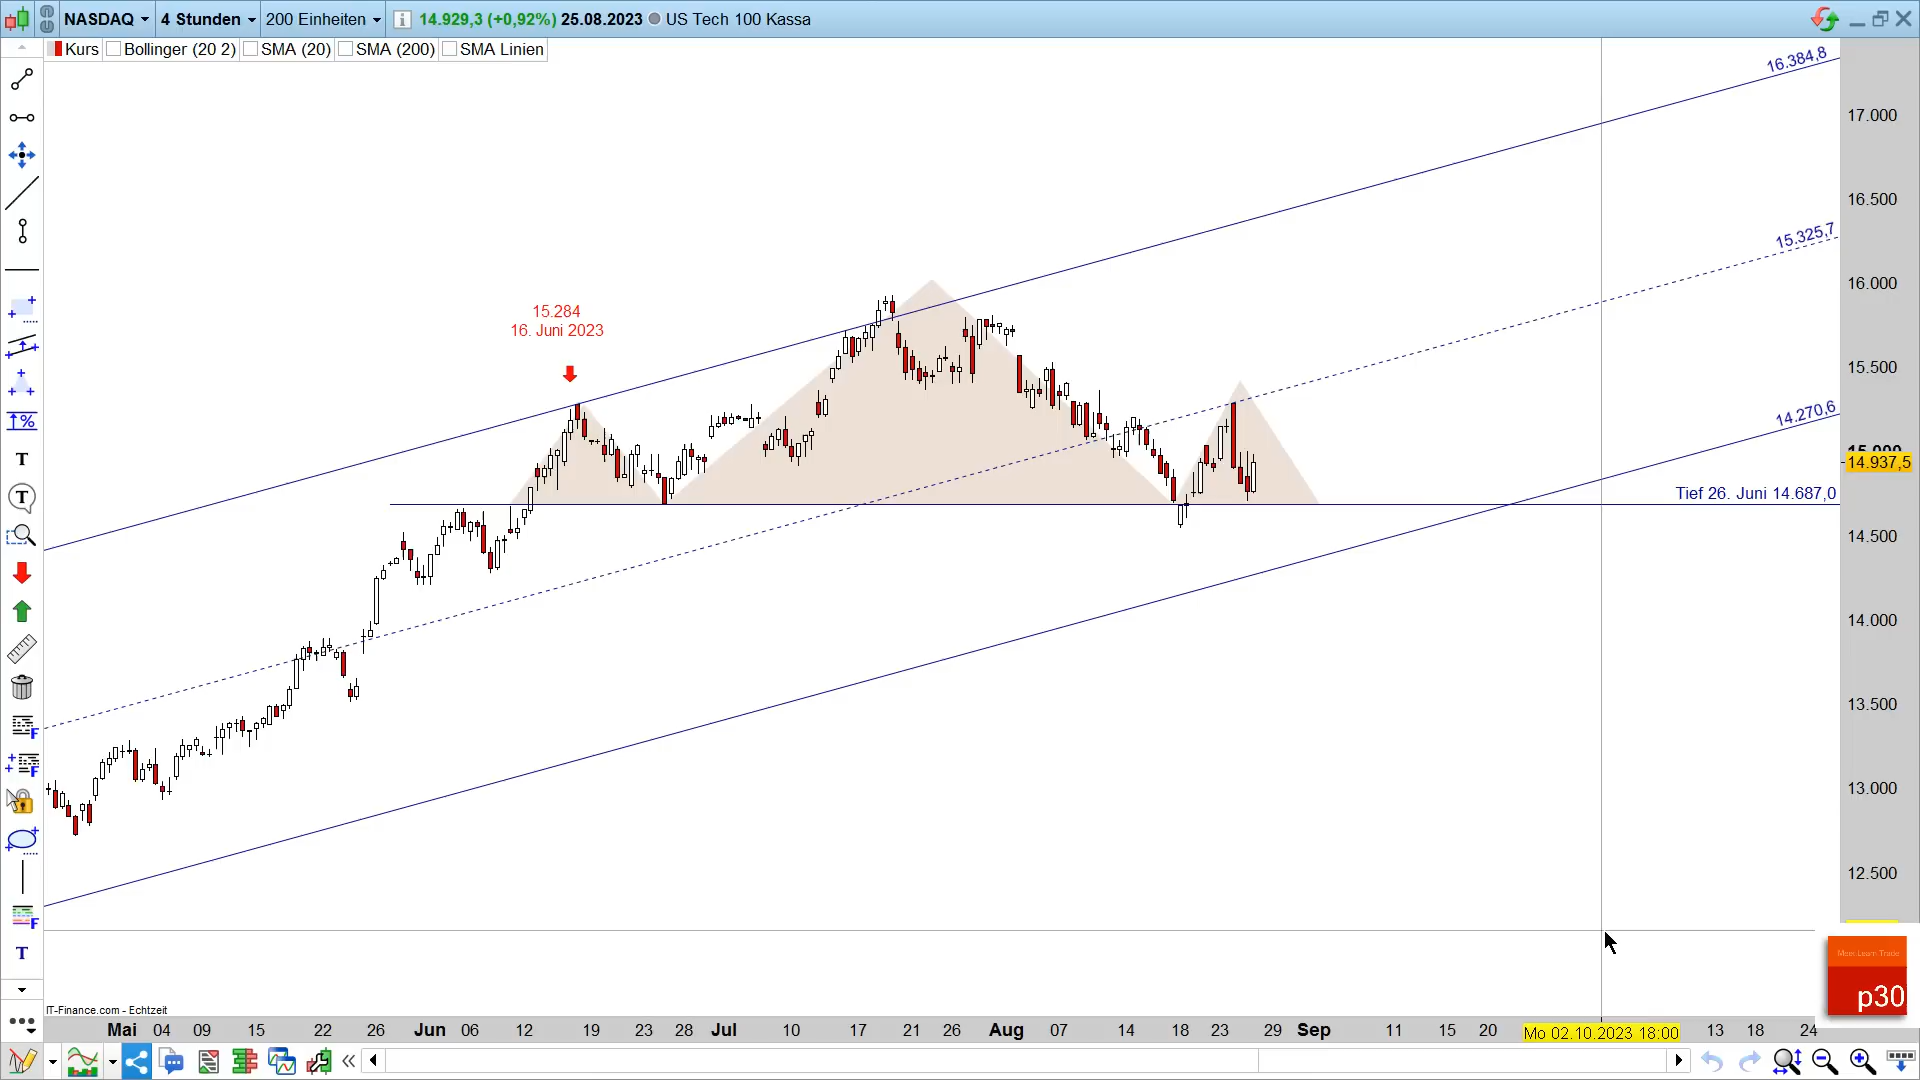 NASDAQ 4 Stunden 200 Einheiten 14.929,3 (+0,92%) 25.08.2023 US Tech 100 Kassa
Kurs Bollinger (20 2) SMA (20) SMA (200) SMA Linien
16.384,8
17.000
16.500
15.325,7
16.000
15.284
16. Juni 2023
15.500
14.270,6
15.000
14.937,5
Tief 26. Juni 14.687,0
14.500
14.000
13.500
13.000
12.500
Mem Learn Trade
p30
IT-Finance.com - Echtzeit
Mai 04 09 15 22 26 Jun 06 12 19 23 28 Jul 10 17 21 26 Aug 07 14 18 23 29 Sep 11 15 20 Mo 02.10.2023 18:00 13 18 24